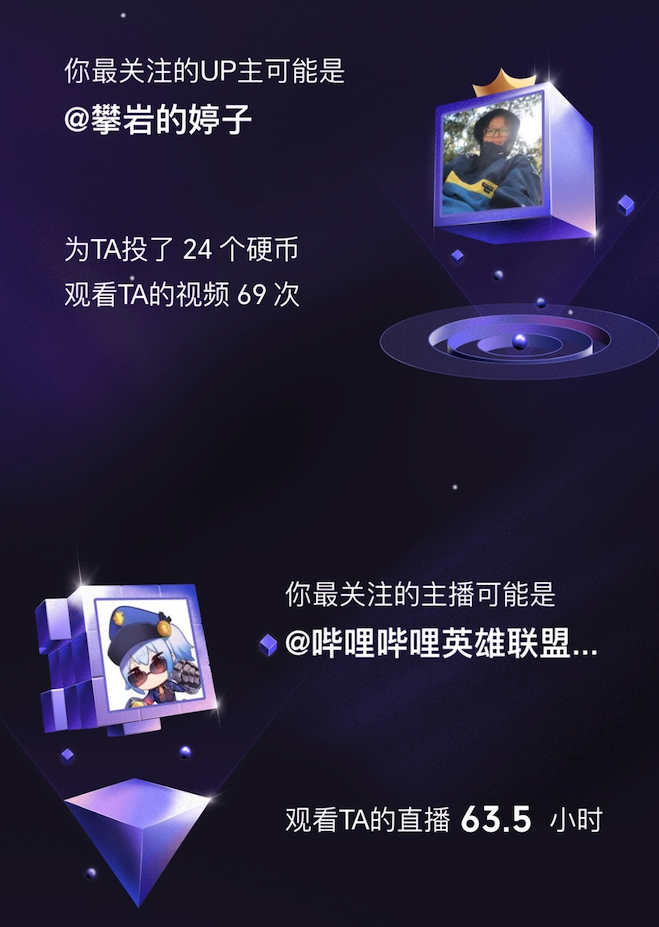 你最关注的UP主可能是
@攀岩的婷子
为TA投了 24 个硬币
观看TA的视频 69 次
你最关注的主播可能是
@哔哩哔哩英雄联盟...
观看TA的直播 63.5 小时